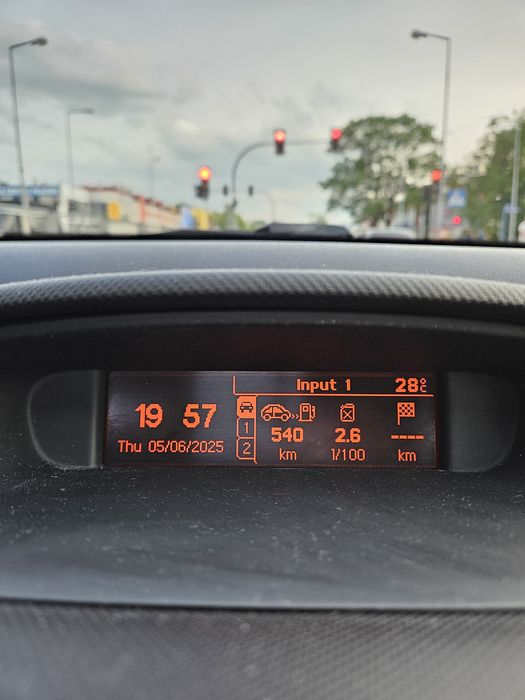 Input 1 28°C
19 57
Thu 05/06/2025
1
2
540
km
2.6
l/100
----
km